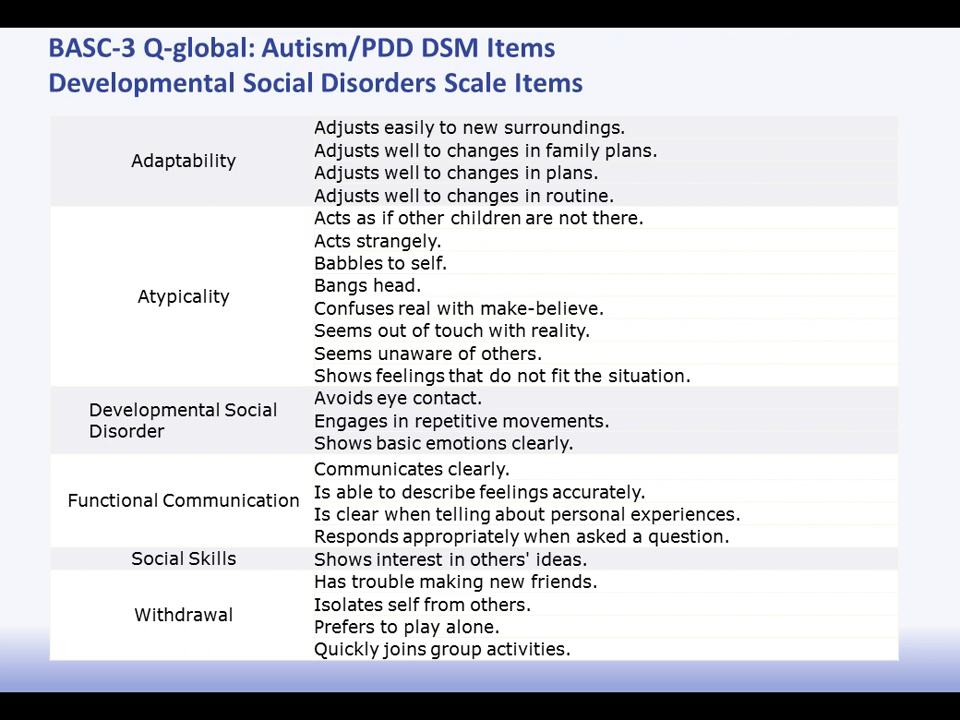 BASC-3 Q-global: Autism/PDD DSM Items
Developmental Social Disorders Scale Items
Adaptability
Adjusts easily to new surroundings.
Adjusts well to changes in family plans.
Adjusts well to changes in plans.
Adjusts well to changes in routine.
Atypicality
Acts as if other children are not there.
Acts strangely.
Babbles to self.
Bangs head.
Confuses real with make-believe.
Seems out of touch with reality.
Seems unaware of others.
Shows feelings that do not fit the situation.
Developmental Social
Disorder
Avoids eye contact.
Engages in repetitive movements.
Shows basic emotions clearly.
Functional Communication
Communicates clearly.
Is able to describe feelings accurately.
Is clear when telling about personal experiences.
Responds appropriately when asked a question.
Social Skills
Shows interest in others' ideas.
Withdrawal
Has trouble making new friends.
Isolates self from others.
Prefers to play alone.
Quickly joins group activities.